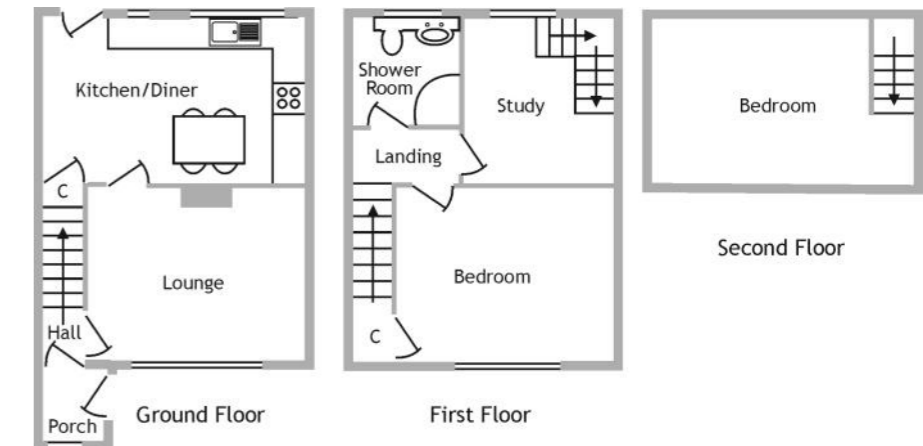 Kitchen/Diner
C
Lounge
Hall
Porch
Ground Floor
Shower
Room
Study
Landing
Bedroom
C
First Floor
Bedroom
Second Floor